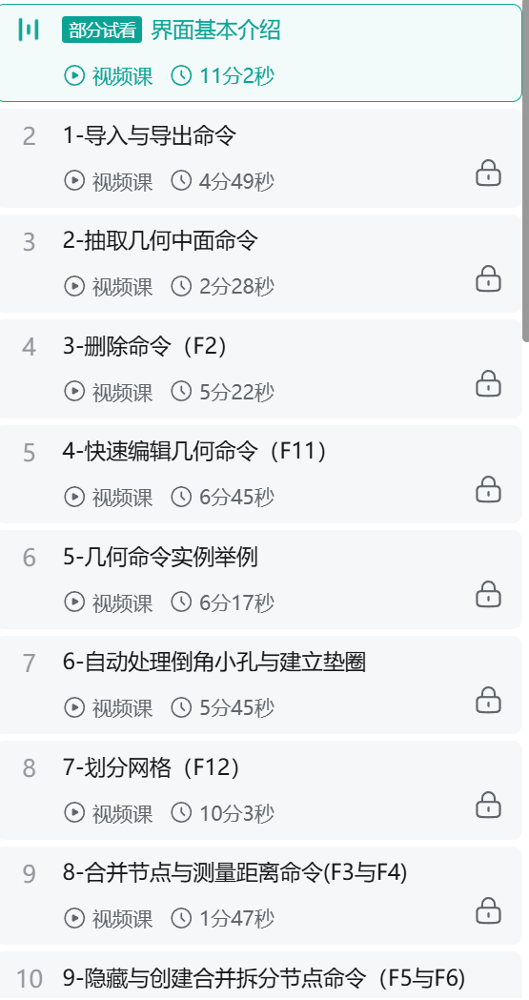 部分试看 界面基本介绍
视频课 11分2秒
2 1-导入与导出命令
视频课 4分49秒
3 2-抽取几何中面命令
视频课 2分28秒
4 3-删除命令（F2）
视频课 5分22秒
5 4-快速编辑几何命令（F11）
视频课 6分45秒
6 5-几何命令实例举例
视频课 6分17秒
7 6-自动处理倒角小孔与建立垫圈
视频课 5分45秒
8 7-划分网格（F12）
视频课 10分3秒
9 8-合并节点与测量距离命令(F3与F4)
视频课 1分47秒
10 9-隐藏与创建合并拆分节点命令（F5与F6)